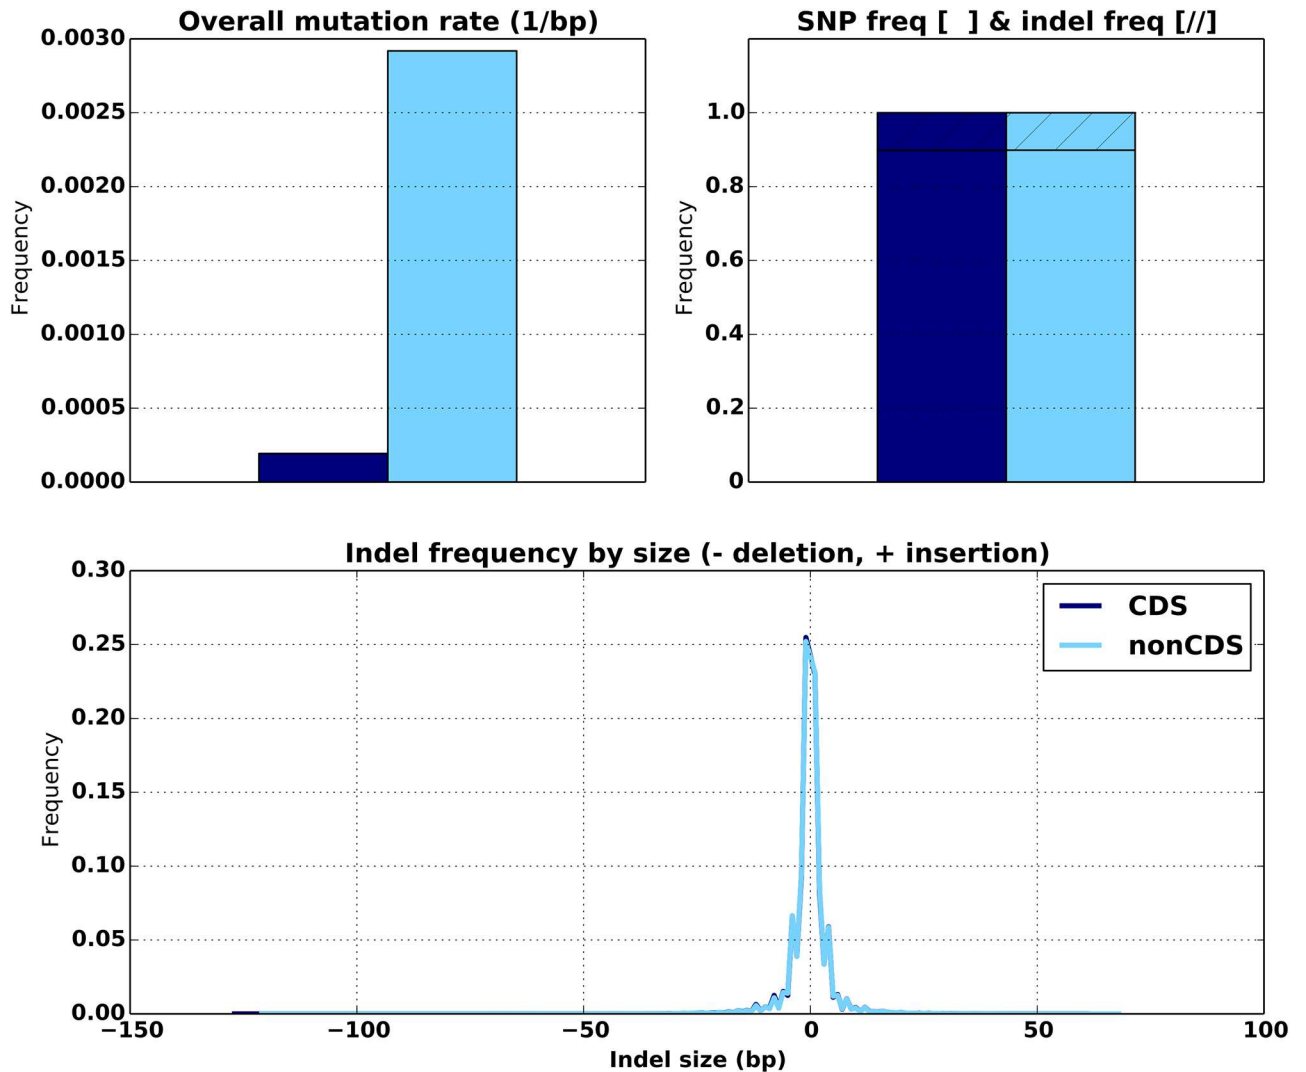 Overall mutation rate (1/bp)
0.0030
0.0025
0.0020
0.0015
0.0010
0.0005
0.0000
Frequency
SNP freq [  ] & indel freq [//]
1.0
0.8
0.6
0.4
0.2
0
Frequency
Indel frequency by size (- deletion, + insertion)
0.30
0.25
0.20
0.15
0.10
0.05
0.00
Frequency
CDS
nonCDS
−150 −100 −50 0 50 100
Indel size (bp)